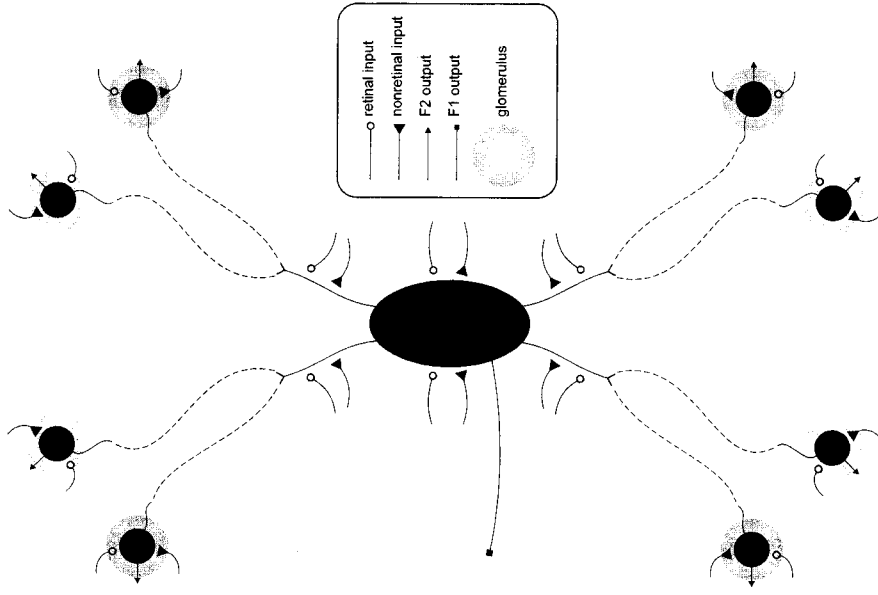 retinal input
nonretinal input
F2 output
F1 output
glomerulus